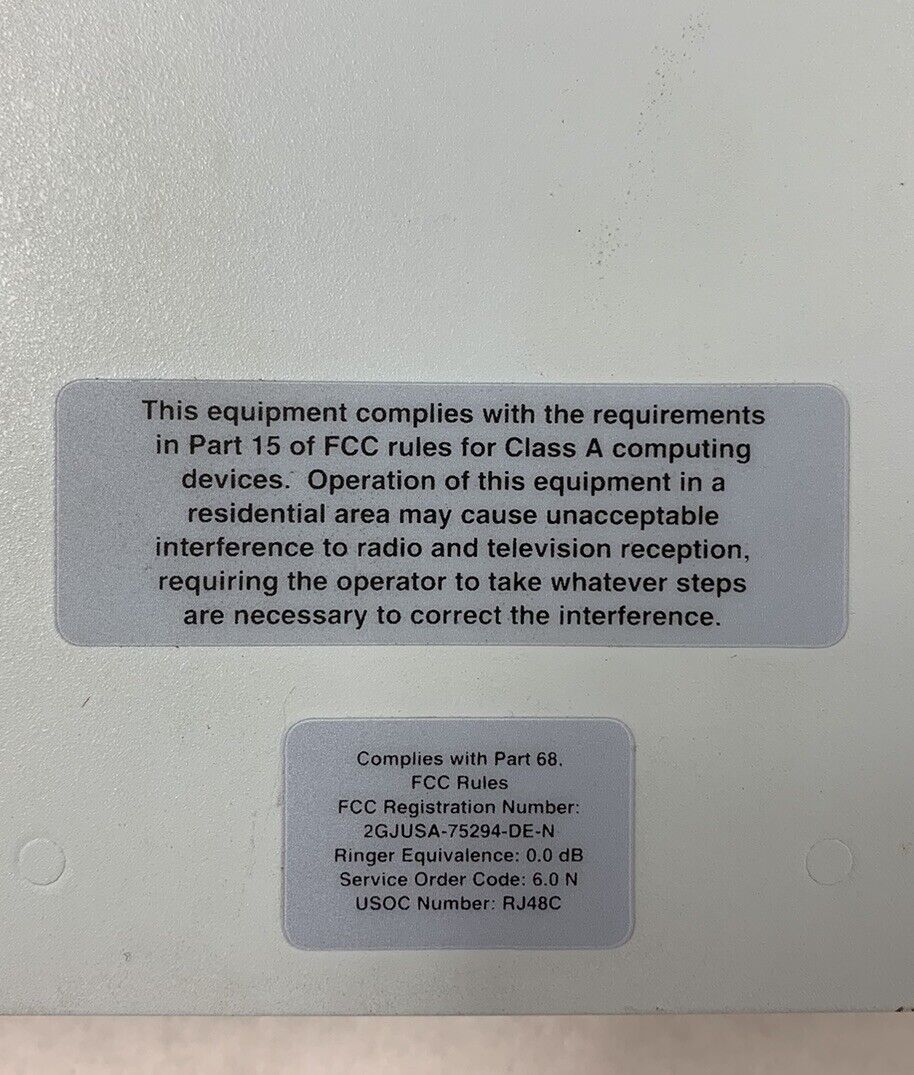 This equipment complies with the requirements
in Part 15 of FCC rules for Class A computing
devices. Operation of this equipment in a
residential area may cause unacceptable
interference to radio and television reception,
requiring the operator to take whatever steps
are necessary to correct the interference.
Complies with Part 68,
FCC Rules
FCC Registration Number:
2GJUSA-75294-DE-N
Ringer Equivalence: 0.0 dB
Service Order Code: 6.0 N
USOC Number: RJ48C